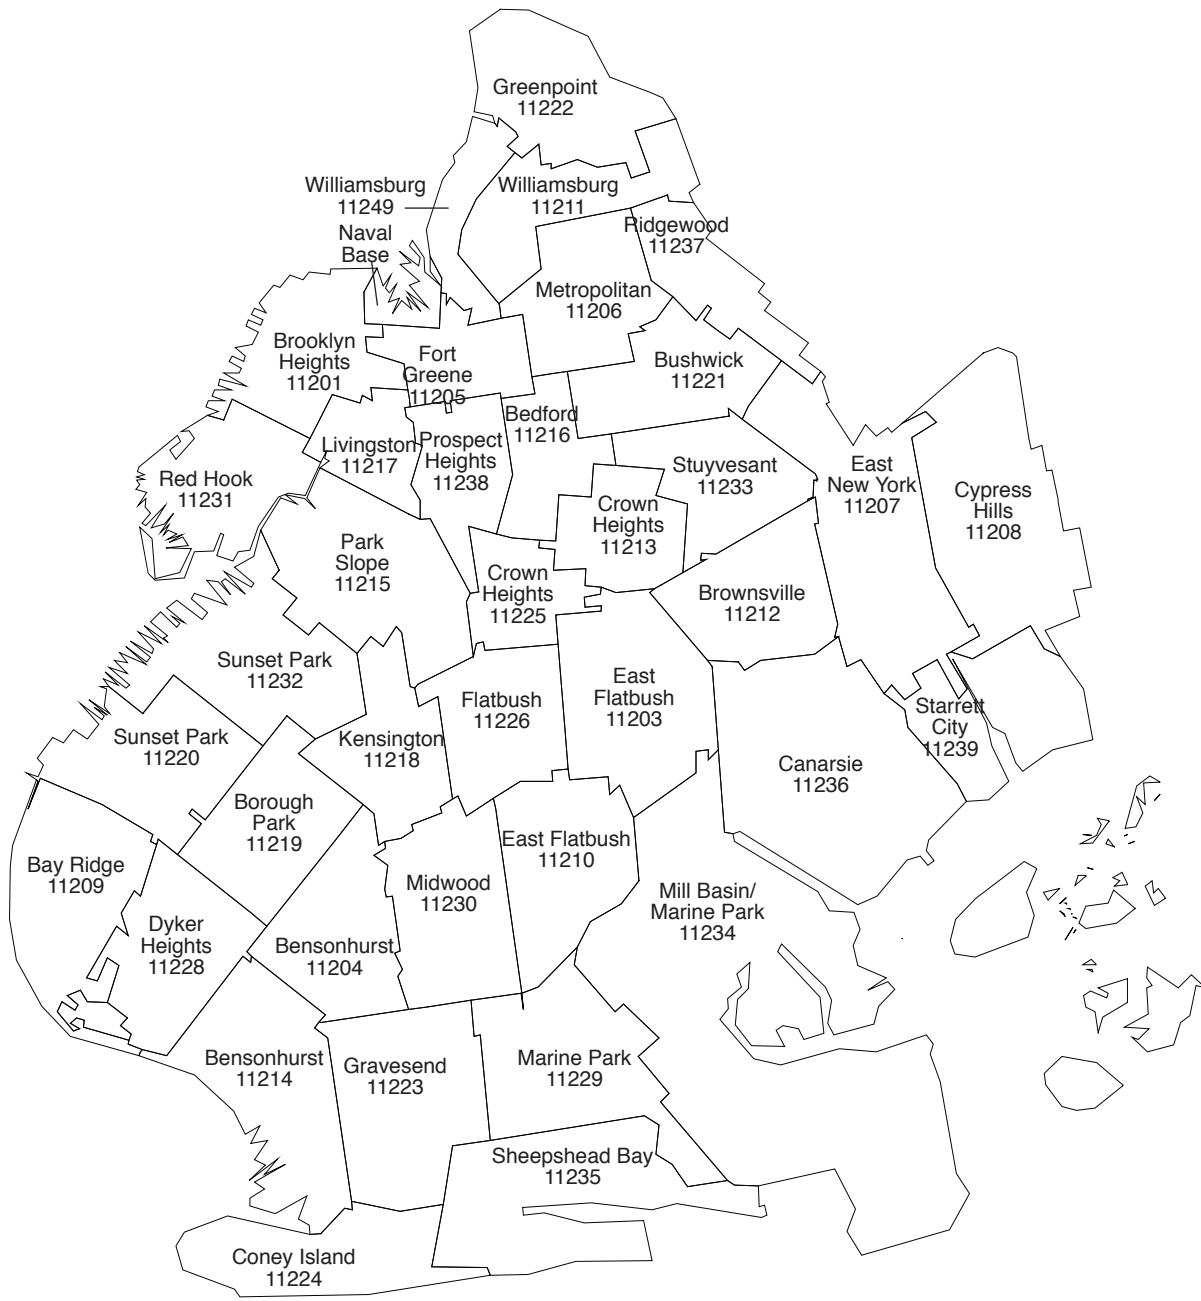 Greenpoint
11222
Williamsburg
11249
Williamsburg
11211
Naval
Base
Ridgewood
11237
Metropolitan
11206
Brooklyn
Heights
11201
Fort
Greene
11205
Bushwick
11221
Bedford
11216
Livingston
11217
Prospect
Heights
11238
Red Hook
11231
Stuyvesant
11233
East
New York
11207
Cypress
Hills
11208
Crown
Heights
11213
Park
Slope
11215
Crown
Heights
11225
Brownsville
11212
Sunset Park
11232
Flatbush
11226
East
Flatbush
11203
Starrett
City
11239
Sunset Park
11220
Kensington
11218
Canarsie
11236
Borough
Park
11219
East Flatbush
11210
Bay Ridge
11209
Midwood
11230
Mill Basin/
Marine Park
11234
Dyker
Heights
11228
Bensonhurst
11204
Bensonhurst
11214
Gravesend
11223
Marine Park
11229
Sheepshead Bay
11235
Coney Island
11224